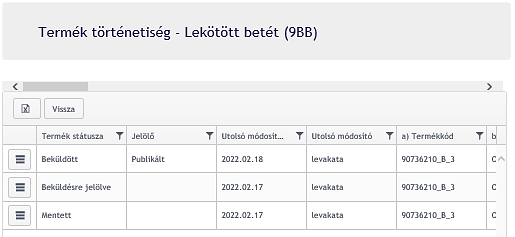 Termék történetiség - Lekötött betét (9BB)
Vissza
Termék státusza Jelölő Utolsó módosít... Utolsó módosító a) Termékkód b
Beküldött Publikált 2022.02.18 levakata 90736210_B_3
Beküldésre jelölve 2022.02.17 levakata 90736210_B_3
Mentett 2022.02.17 levakata 90736210_B_3